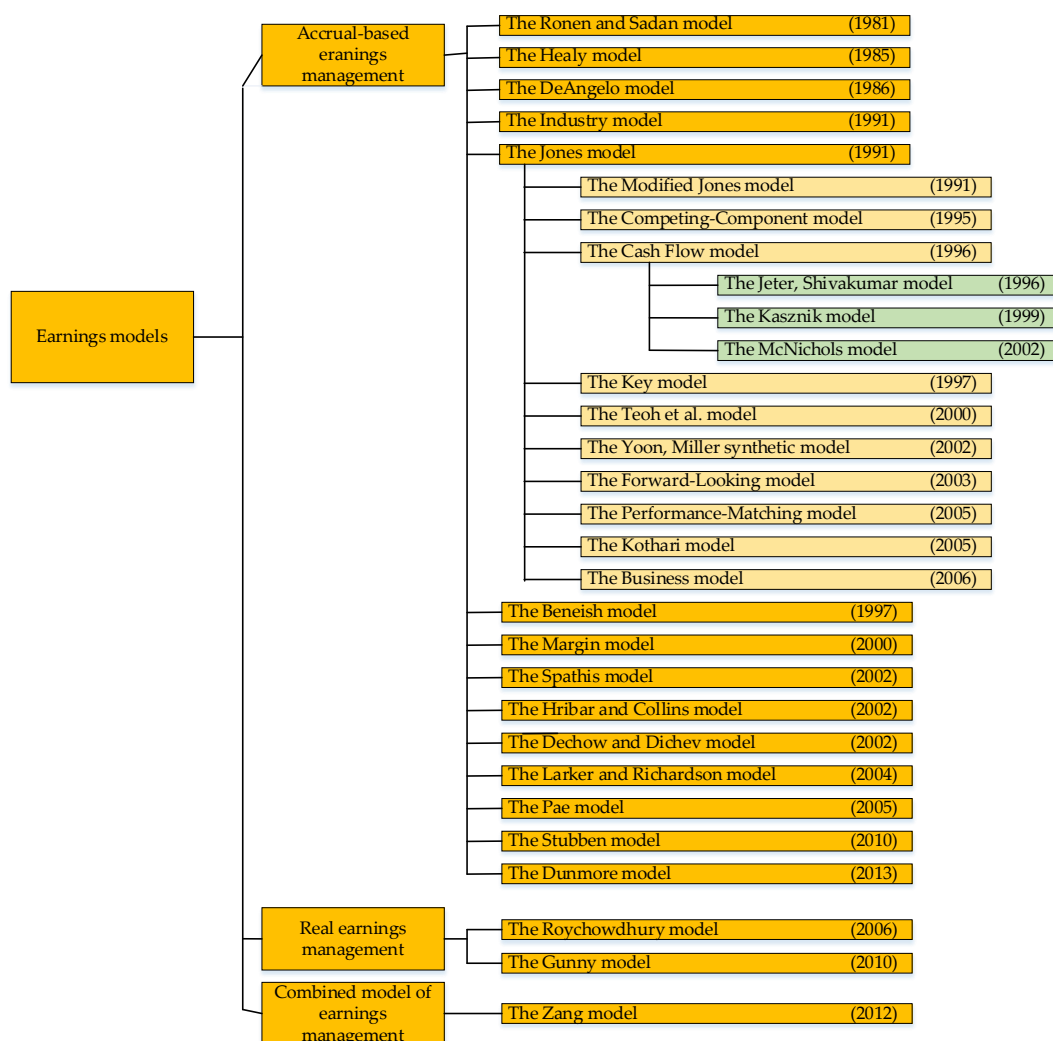 Earnings models
Accrual-based
eranings
management
The Ronen and Sadan model (1981)
The Healy model (1985)
The DeAngelo model (1986)
The Industry model (1991)
The Jones model (1991)
The Modified Jones model (1991)
The Competing-Component model (1995)
The Cash Flow model (1996)
The Jeter, Shivakumar model (1996)
The Kasznik model (1999)
The McNichols model (2002)
The Key model (1997)
The Teoh et al. model (2000)
The Yoon, Miller synthetic model (2002)
The Forward-Looking model (2003)
The Performance-Matching model (2005)
The Kothari model (2005)
The Business model (2006)
The Beneish model (1997)
The Margin model (2000)
The Spathis model (2002)
The Hribar and Collins model (2002)
The Dechow and Dichev model (2002)
The Larker and Richardson model (2004)
The Pae model (2005)
The Stubben model (2010)
The Dunmore model (2013)
Real earnings
management
The Roychowdhury model (2006)
The Gunny model (2010)
Combined model of
earnings
management
The Zang model (2012)